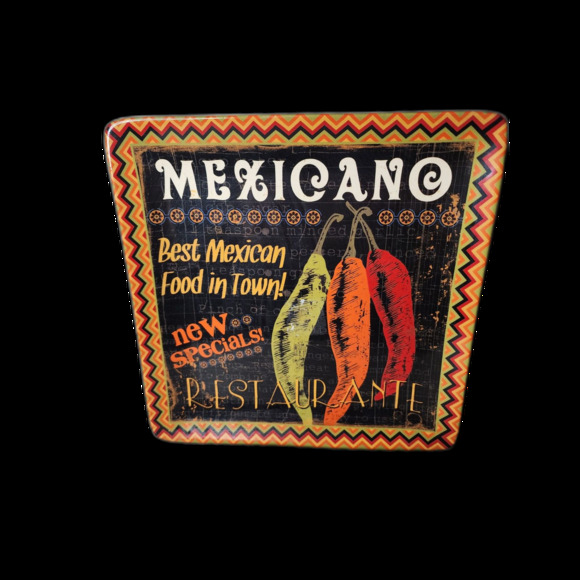 MEXICANO
Best Mexican
Food in Town!
new
SPECIALS!
RESTAURANTE